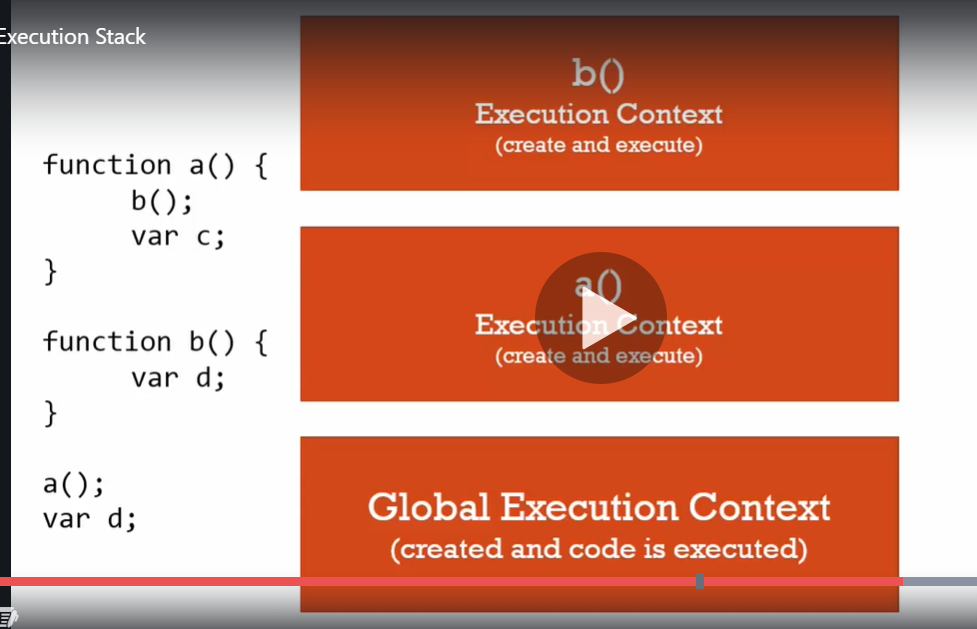 Execution Stack
function a() {
b();
var c;
}
function b() {
var d;
}
a();
var d;
b()
Execution Context
(create and execute)
a()
Execution Context
(create and execute)
Global Execution Context
(created and code is executed)